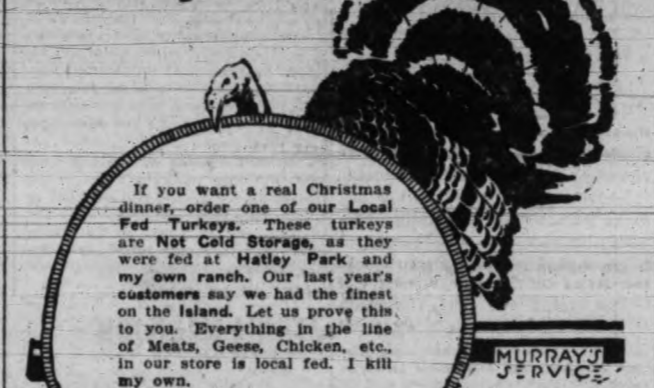 If you want a real Christmas
dinner, order one of our Local
Fed Turkeys. These turkeys
are Not Cold Storage, as they
were fed at Hatley Park and
my own ranch. Our last year's
customers say we had the finest
on the Island. Let us prove this
to you. Everything in the line
of Meats, Geese, Chicken, etc.,
in our store is local fed. I kill
my own.
MURRAY'S
SERVICE